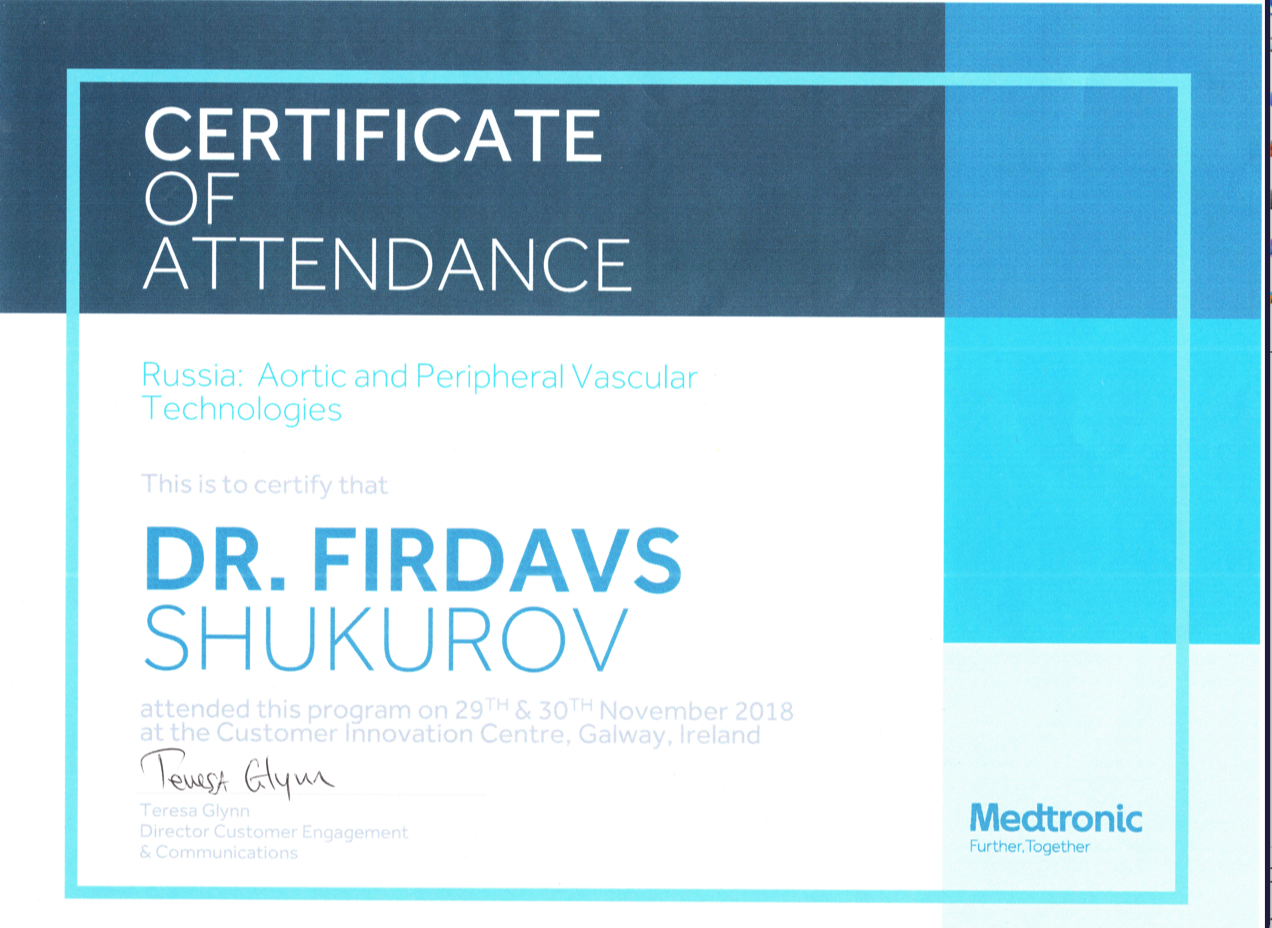 CERTIFICATE
OF
ATTENDANCE
Russia: Aortic and Peripheral Vascular
Technologies
This is to certify that
DR. FIRDAVS
SHUKUROV
attended this program on 29TH & 30TH November 2018
at the Customer Innovation Centre, Galway, Ireland
Teresa Glynn
Teresa Glynn
Director Customer Engagement
& Communications
Medtronic
Further, Together